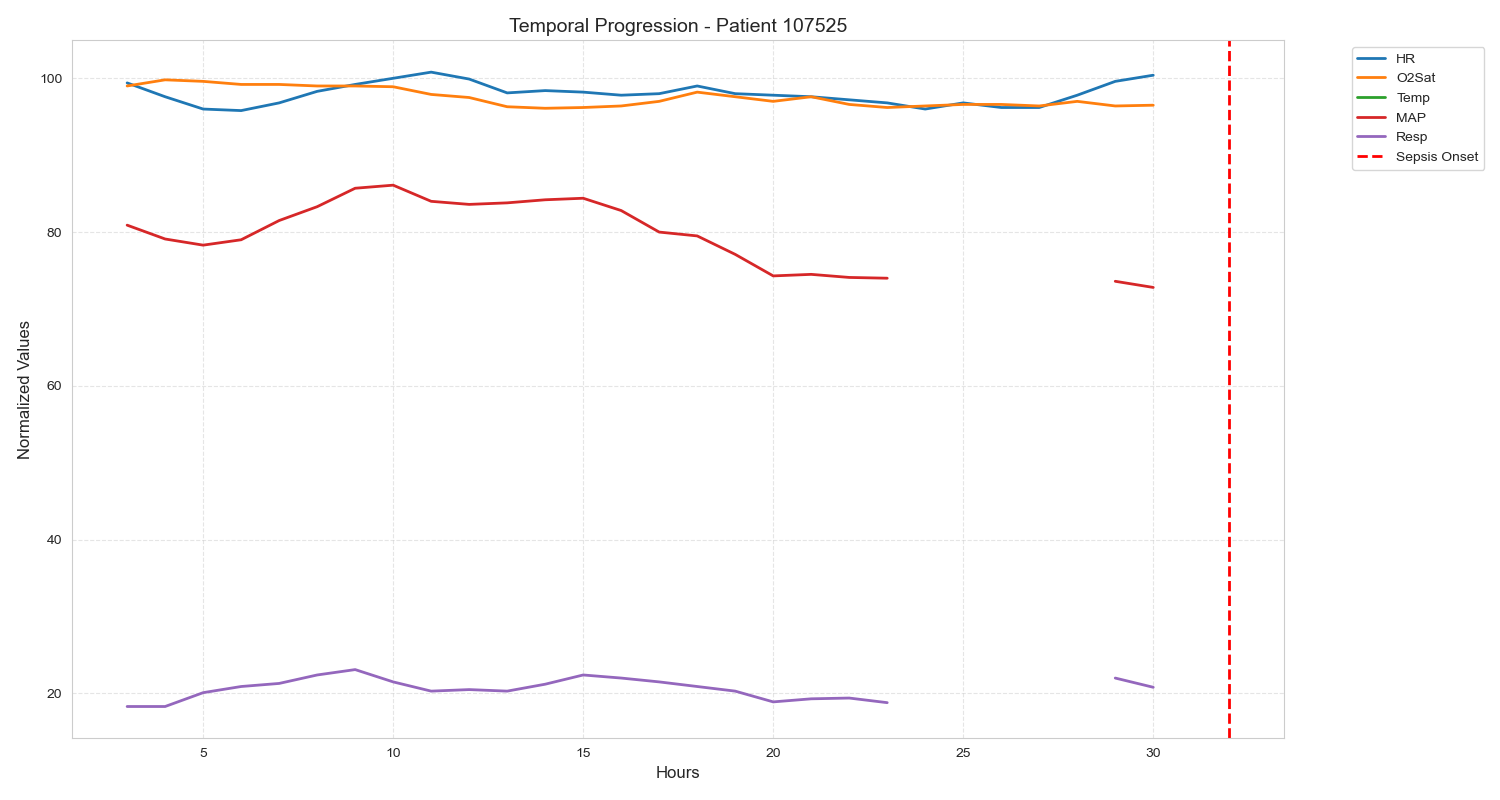 Temporal Progression - Patient 107525
HR
O2Sat
Temp
MAP
Resp
Sepsis Onset
Normalized Values
100
80
60
40
20
5
10
15
20
25
30
Hours